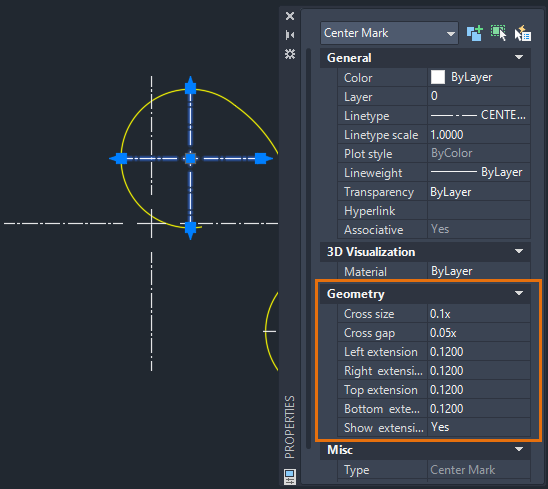 Center Mark
General
Color ByLayer
Layer 0
Linetype CENTE...
Linetype scale 1.0000
Plot style ByColor
Lineweight ByLayer
Transparency ByLayer
Hyperlink
Associative Yes
3D Visualization
Material ByLayer
Geometry
Cross size 0.1x
Cross gap 0.05x
Left extension 0.1200
Right extensi... 0.1200
Top extension 0.1200
Bottom exte... 0.1200
Show extensi... Yes
Misc
Type Center Mark
PROPERTIES